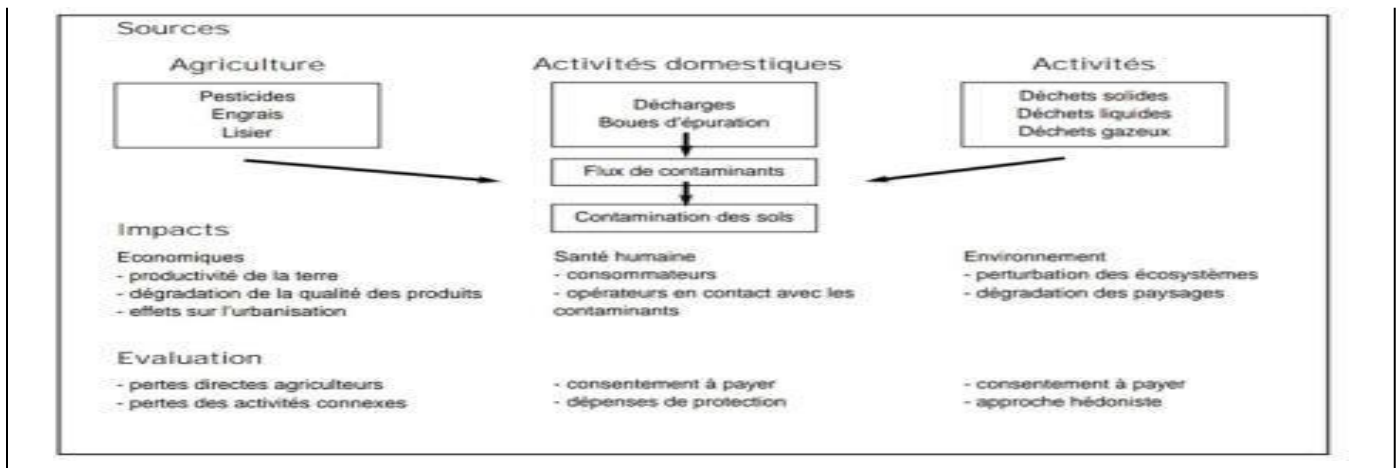 Sources
Agriculture
Activités domestiques
Activités
Pesticides
Engrais
Lisier
Décharges
Boues d'épuration
Déchets solides
Déchets liquides
Déchets gazeux
Flux de contaminants
Contamination des sols
Impacts
Economiques
- productivité de la terre
- dégradation de la qualité des produits
- effets sur l'urbanisation
Santé humaine
- consommateurs
- opérateurs en contact avec les
contaminants
Environnement
- perturbation des écosystèmes
- dégradation des paysages
Evaluation
- pertes directes agriculteurs
- pertes des activités connexes
- consentement à payer
- dépenses de protection
- consentement à payer
- approche hédoniste